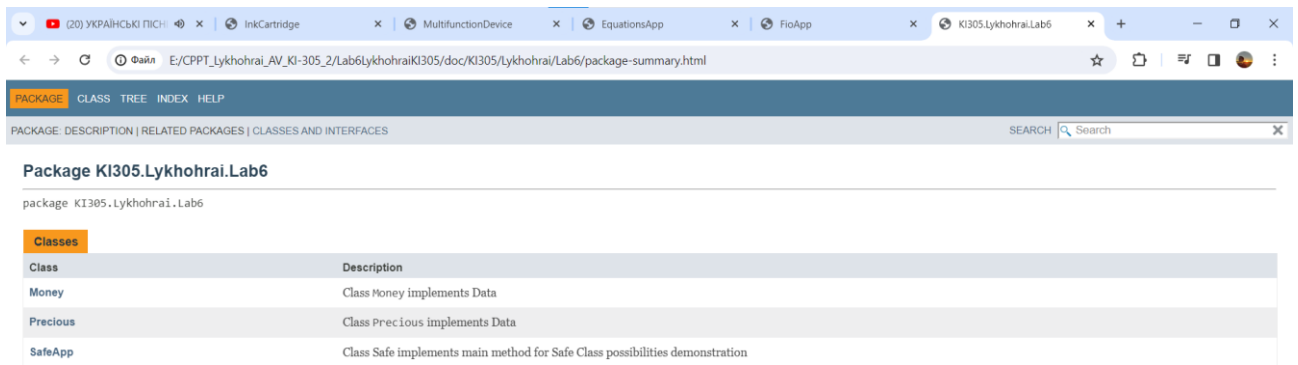 (20) УКРАЇНСЬКІ ПІСН InkCartridge MultifunctionDevice EquationsApp FioApp KI305.Lykhohrai.Lab6
Файл E:/CPPT_Lykhohrai_AV_KI-305_2/Lab6LykhohraiKI305/doc/KI305/Lykhohrai/Lab6/package-summary.html
PACKAGE CLASS TREE INDEX HELP
PACKAGE: DESCRIPTION | RELATED PACKAGES | CLASSES AND INTERFACES SEARCH Search
Package KI305.Lykhohrai.Lab6
package KI305.Lykhohrai.Lab6
Classes
Class Description
Money Class Money implements Data
Precious Class Precious implements Data
SafeApp Class Safe implements main method for Safe Class possibilities demonstration